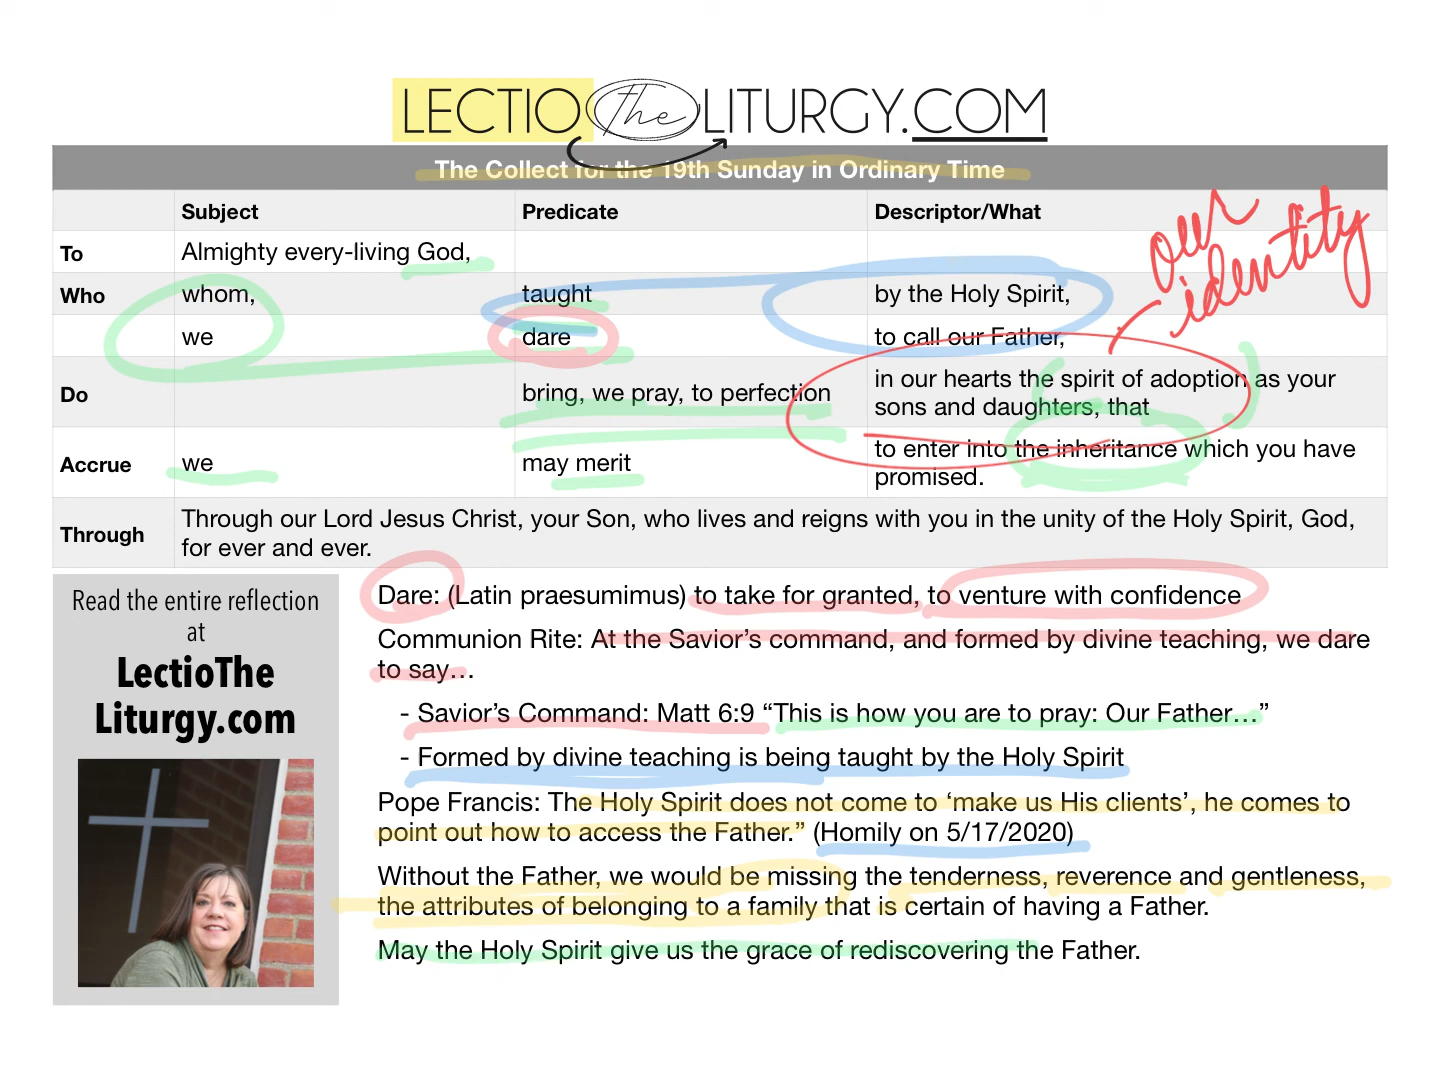 LECTIO the LITURGY.COM
The Collect for the 19th Sunday in Ordinary Time
Subject Predicate Descriptor/What
To Almighty every-living God,
Who whom, taught by the Holy Spirit,
we dare to call our Father,
Do bring, we pray, to perfection in our hearts the spirit of adoption as your
sons and daughters, that
Accrue we may merit to enter into the inheritance which you have
promised.
Through Through our Lord Jesus Christ, your Son, who lives and reigns with you in the unity of the Holy Spirit, God,
for ever and ever.
our
identity
Read the entire reflection
at
LectioThe
Liturgy.com
Dare: (Latin praesumimus) to take for granted, to venture with confidence
Communion Rite: At the Savior’s command, and formed by divine teaching, we dare
to say…
- Savior’s Command: Matt 6:9 “This is how you are to pray: Our Father…”
- Formed by divine teaching is being taught by the Holy Spirit
Pope Francis: The Holy Spirit does not come to ‘make us His clients’, he comes to
point out how to access the Father.” (Homily on 5/17/2020)
Without the Father, we would be missing the tenderness, reverence and gentleness,
the attributes of belonging to a family that is certain of having a Father.
May the Holy Spirit give us the grace of rediscovering the Father.